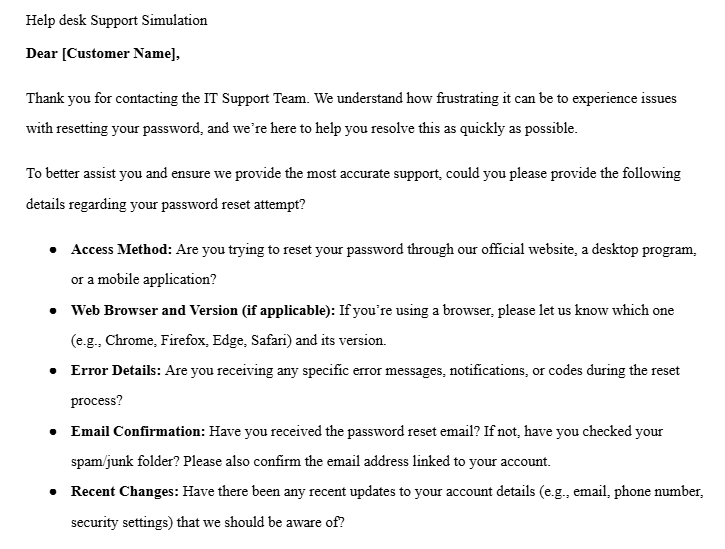 Help desk Support Simulation
Dear [Customer Name],
Thank you for contacting the IT Support Team. We understand how frustrating it can be to experience issues
with resetting your password, and we’re here to help you resolve this as quickly as possible.
To better assist you and ensure we provide the most accurate support, could you please provide the following
details regarding your password reset attempt?
● Access Method: Are you trying to reset your password through our official website, a desktop program,
or a mobile application?
● Web Browser and Version (if applicable): If you’re using a browser, please let us know which one
(e.g., Chrome, Firefox, Edge, Safari) and its version.
● Error Details: Are you receiving any specific error messages, notifications, or codes during the reset
process?
● Email Confirmation: Have you received the password reset email? If not, have you checked your
spam/junk folder? Please also confirm the email address linked to your account.
● Recent Changes: Have there been any recent updates to your account details (e.g., email, phone number,
security settings) that we should be aware of?